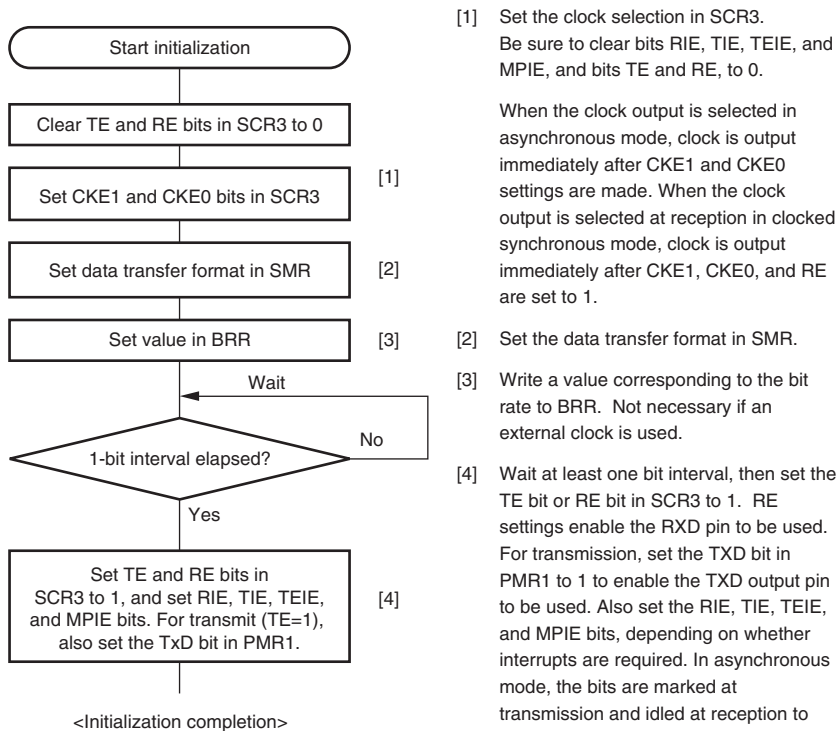 Start initialization
Clear TE and RE bits in SCR3 to 0
Set CKE1 and CKE0 bits in SCR3
[1]
Set data transfer format in SMR
[2]
Set value in BRR
[3]
Wait
1-bit interval elapsed?
No
Yes
Set TE and RE bits in
SCR3 to 1, and set RIE, TIE, TEIE,
and MPIE bits. For transmit (TE=1),
also set the TxD bit in PMR1.
[4]
<Initialization completion>
[1] Set the clock selection in SCR3.
Be sure to clear bits RIE, TIE, TEIE, and
MPIE, and bits TE and RE, to 0.
When the clock output is selected in
asynchronous mode, clock is output
immediately after CKE1 and CKE0
settings are made. When the clock
output is selected at reception in clocked
synchronous mode, clock is output
immediately after CKE1, CKE0, and RE
are set to 1.
[2] Set the data transfer format in SMR.
[3] Write a value corresponding to the bit
rate to BRR. Not necessary if an
external clock is used.
[4] Wait at least one bit interval, then set the
TE bit or RE bit in SCR3 to 1. RE
settings enable the RXD pin to be used.
For transmission, set the TXD bit in
PMR1 to 1 to enable the TXD output pin
to be used. Also set the RIE, TIE, TEIE,
and MPIE bits, depending on whether
interrupts are required. In asynchronous
mode, the bits are marked at
transmission and idled at reception to